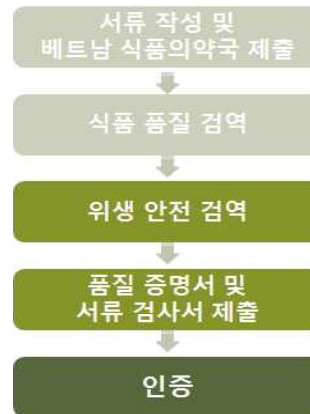 서류 작성 및
베트남 식품의약국 제출
식품 품질 검역
위생 안전 검역
품질 증명서 및
서류 검사서 제출
인증